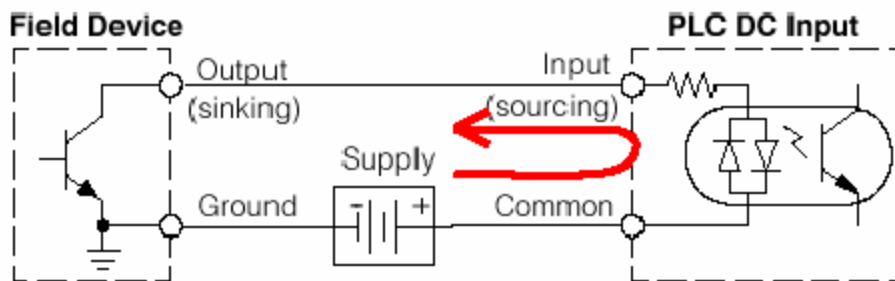 Field Device
PLC DC Input
Output
Input
(sinking)
(sourcing)
Supply
Ground
- +
Common